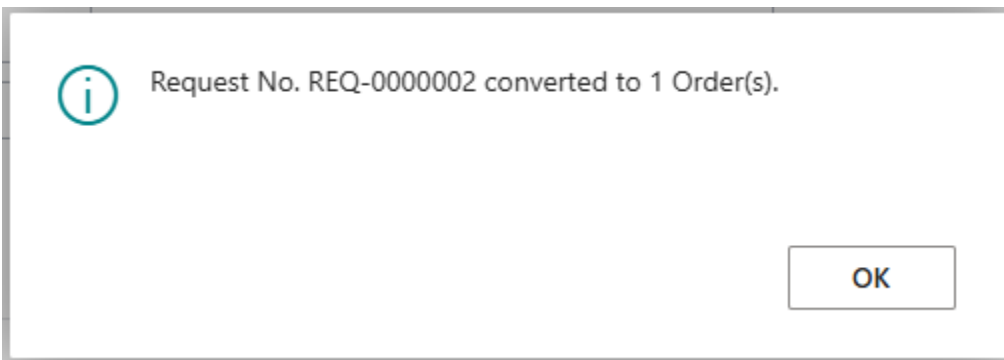 Request No. REQ-0000002 converted to 1 Order(s).
OK